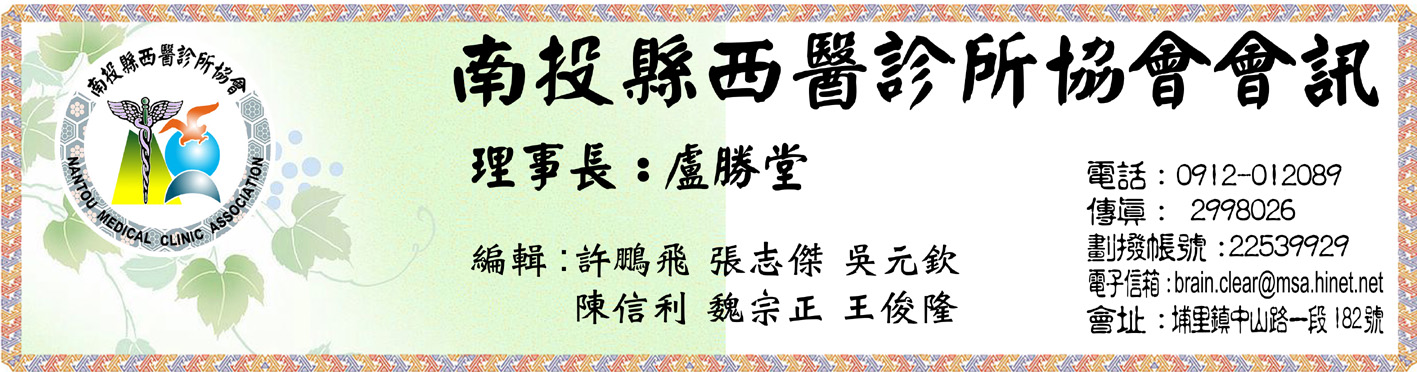 南投縣西醫診所協會
NANTOU MEDICAL CLINIC ASSOCIATION
南投縣西醫診所協會會訊
理事長：盧勝堂
編輯：許鵬飛 張志傑 吳元欽
陳信利 魏宗正 王俊隆
電話：0912-012089
傳真： 2998026
劃撥帳號：22539929
電子信箱：brain.clear@msa.hinet.net
會址：埔里鎮中山路一段 182號